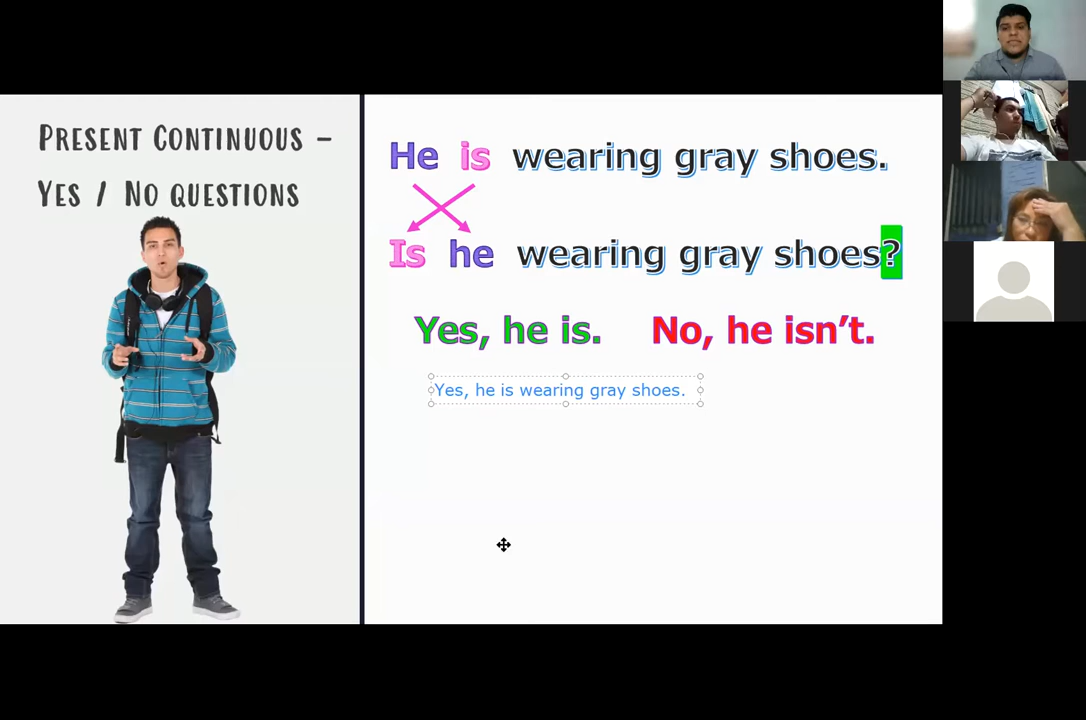 PRESENT CONTINUOUS –
YES / NO QUESTIONS
He is wearing gray shoes.
Is he wearing gray shoes?
Yes, he is. No, he isn’t.
Yes, he is wearing gray shoes.